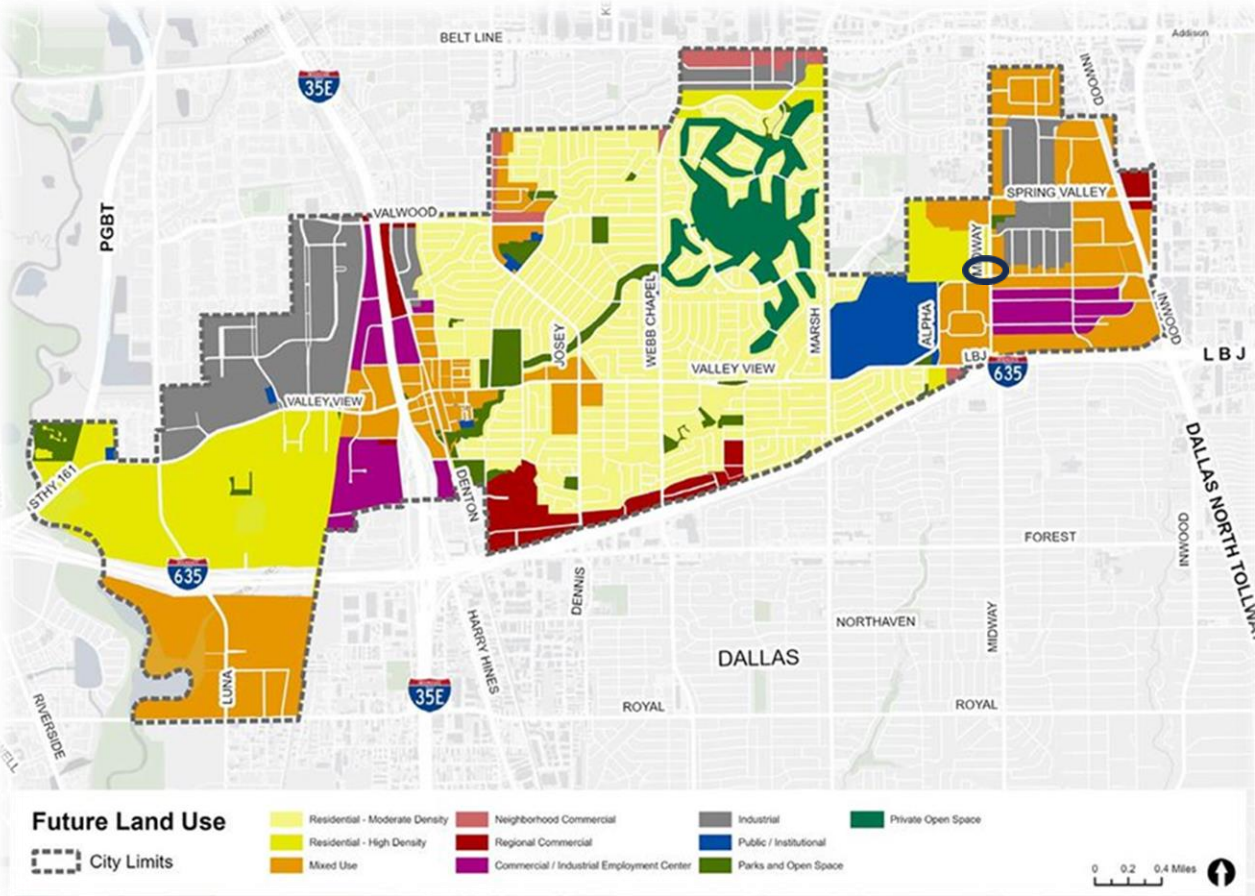 BELT LINE
Addison
INWOOD
35E
PGBT
VALWOOD
SPRING VALLEY
MIDWAY
JOSEY
WEBB CHAPEL
MARSH
ALPHA
INWOOD
VALLEY VIEW
LBJ
LBJ
635
VALLEY VIEW
STHY 161
DENTON
DALLAS NORTH TOLLWA
635
FOREST
INWOOD
DENNIS
HARRY HINES
NORTHAVEN
MIDWAY
DALLAS
LUNA
35E
ROYAL
ROYAL
RIVERSIDE
ELL
Future Land Use
City Limits
Residential - Moderate Density
Residential - High Density
Mixed Use
Neighborhood Commercial
Regional Commercial
Commercial / Industrial Employment Center
Industrial
Public / Institutional
Parks and Open Space
Private Open Space
0 0.2 0.4 Miles